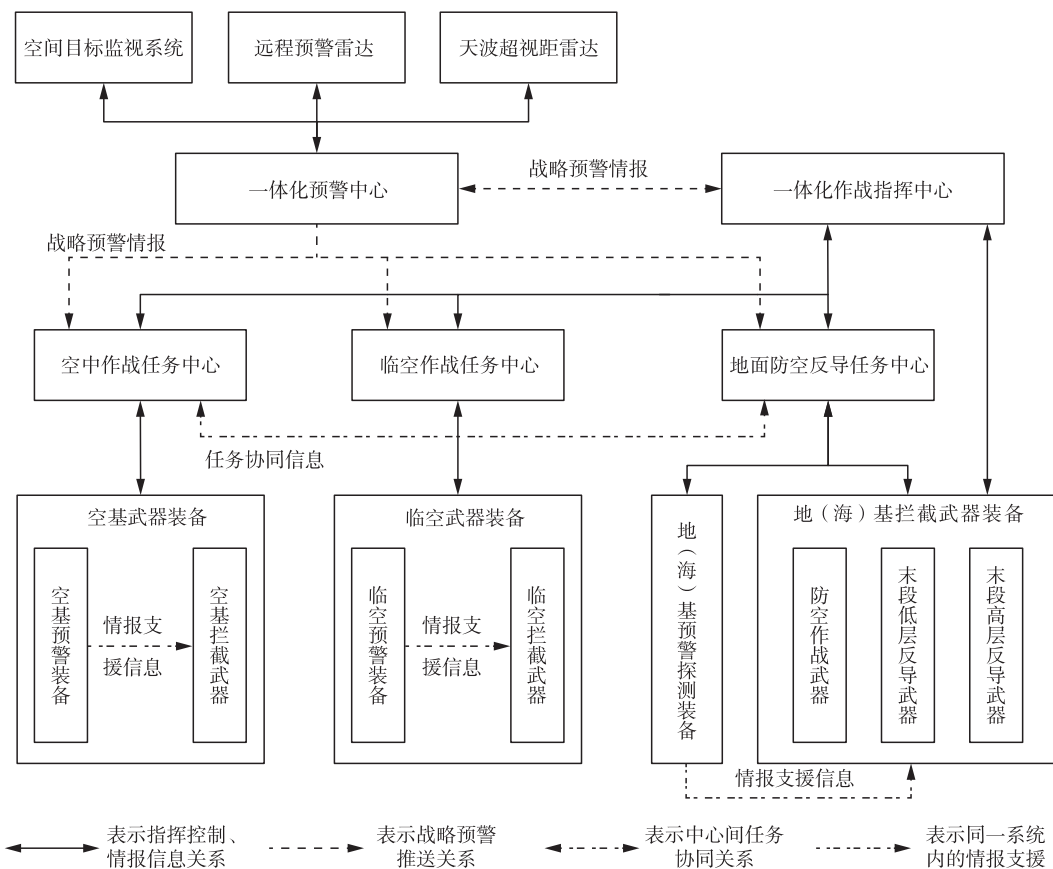 空间目标监视系统
远程预警雷达
天波超视距雷达
一体化预警中心
战略预警情报
一体化作战指挥中心
战略预警情报
空中作战任务中心
临空作战任务中心
地面防空反导任务中心
任务协同信息
空基武器装备
空基预警装备
情报支
援信息
空基拦截武器
临空武器装备
临空预警装备
情报支
援信息
临空拦截武器
地（海）基预警探测装备
地（海）基拦截武器装备
防空作战武器
末段低层反导武器
末段高层反导武器
情报支援信息
表示指挥控制、
情报信息关系
表示战略预警
推送关系
表示中心间任务
协同关系
表示同一系统
内的情报支援